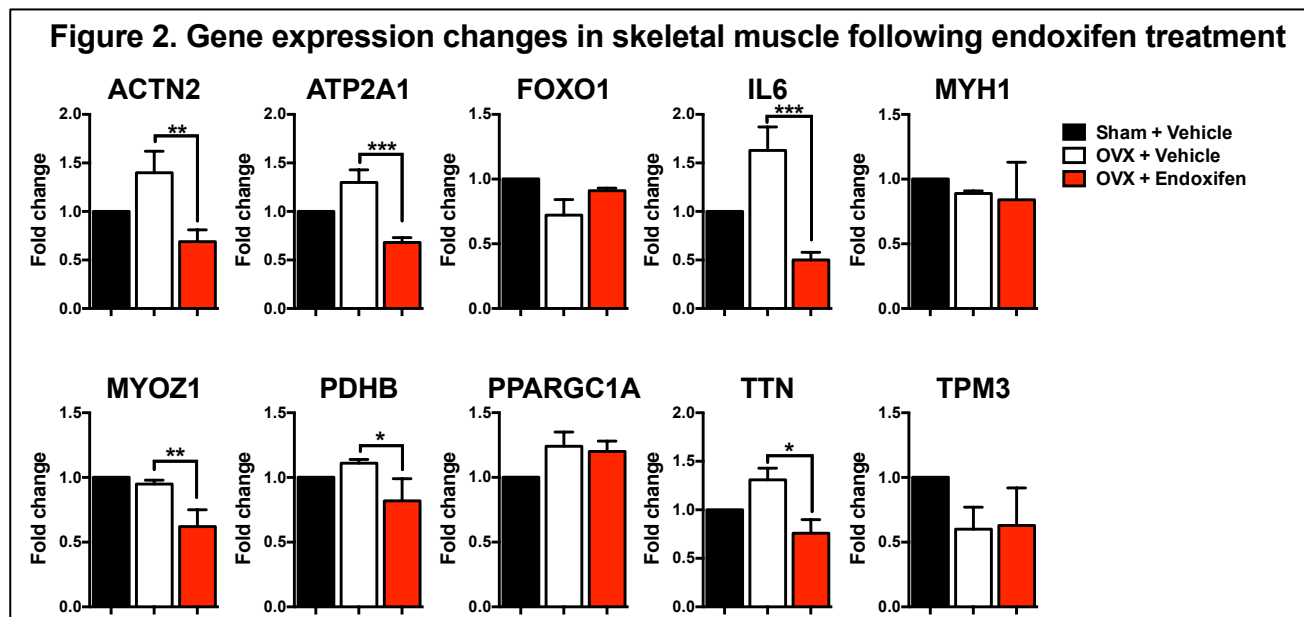 Figure 2. Gene expression changes in skeletal muscle following endoxifen treatment
ACTN2
Fold change
2.0
1.5
1.0
0.5
0.0
**
ATP2A1
Fold change
2.0
1.5
1.0
0.5
0.0
***
FOXO1
Fold change
1.5
1.0
0.5
0.0
IL6
Fold change
2.0
1.5
1.0
0.5
0.0
***
MYH1
Fold change
1.5
1.0
0.5
0.0
Sham + Vehicle
OVX + Vehicle
OVX + Endoxifen
MYOZ1
Fold change
1.5
1.0
0.5
0.0
**
PDHB
Fold change
1.5
1.0
0.5
0.0
*
PPARGC1A
Fold change
1.5
1.0
0.5
0.0
TTN
Fold change
2.0
1.5
1.0
0.5
0.0
*
TPM3
Fold change
1.5
1.0
0.5
0.0